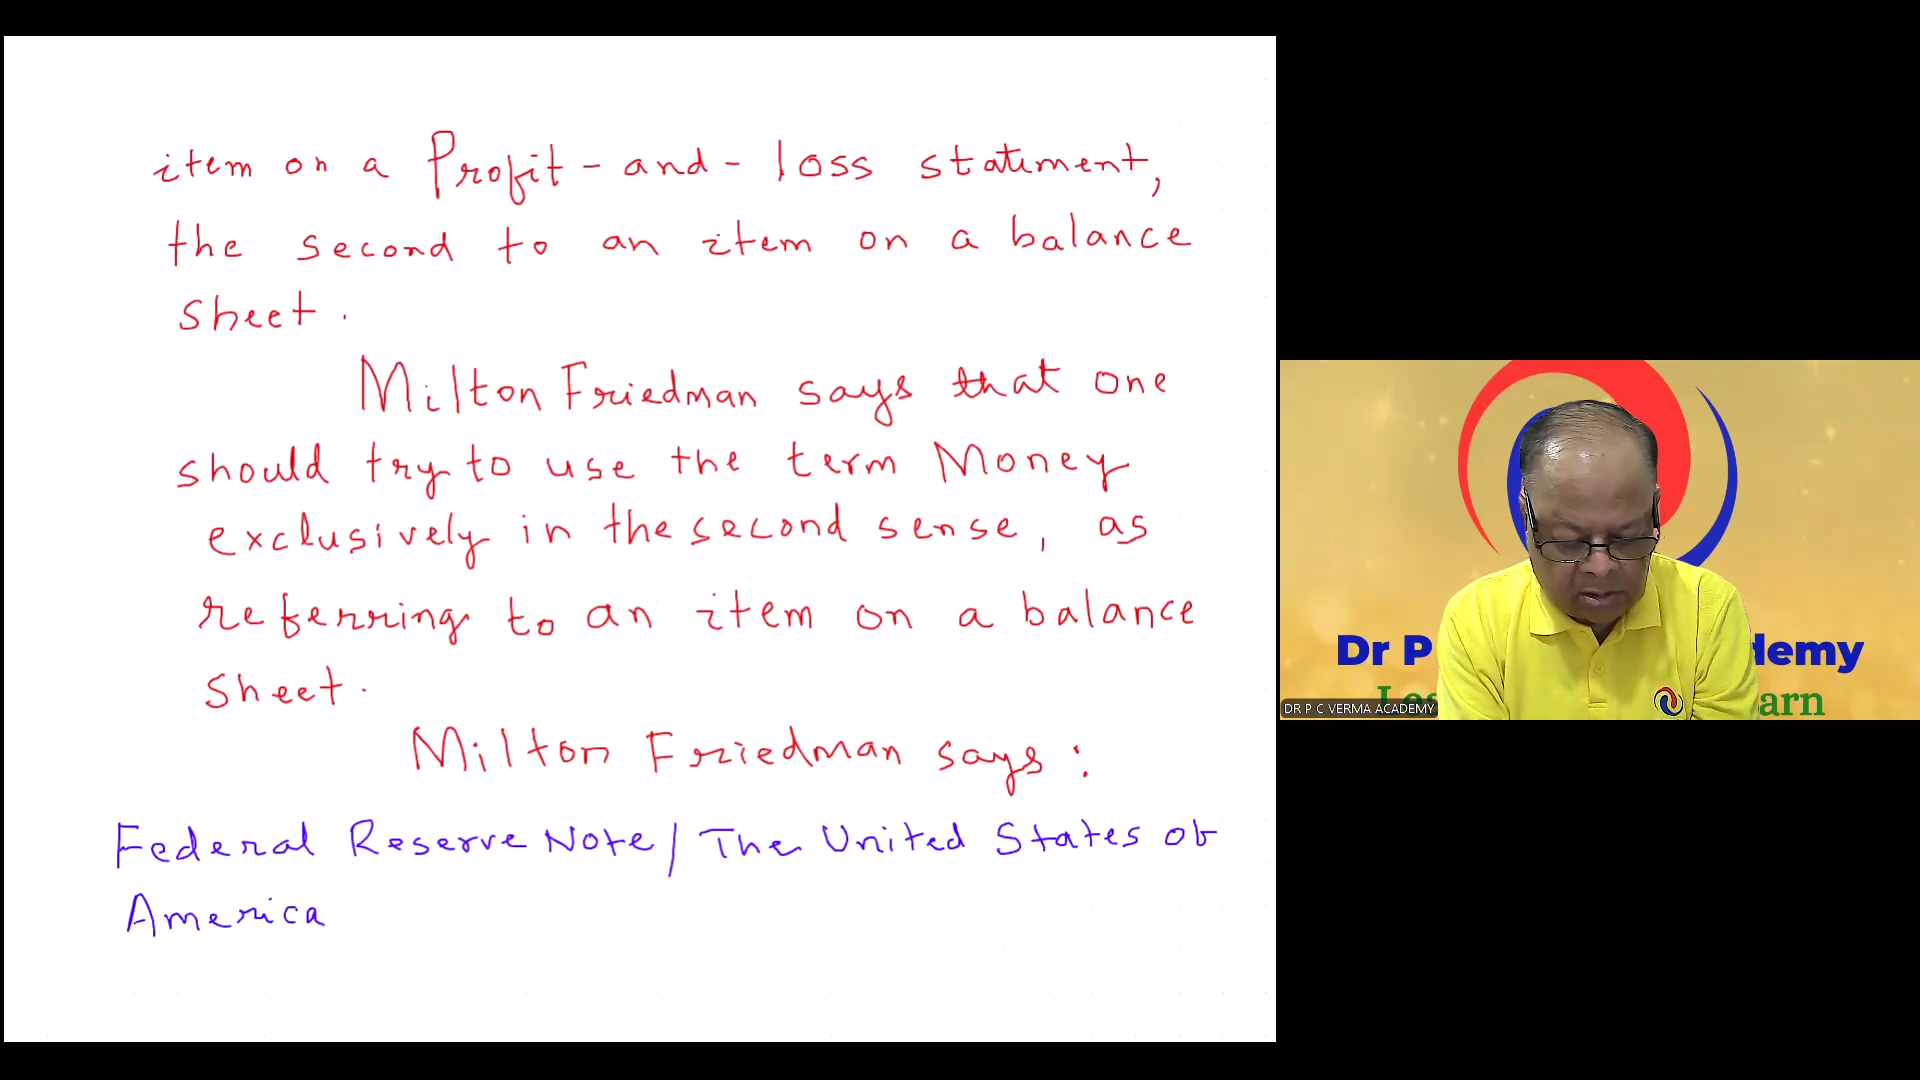 item on a Profit-and-loss statement,
the second to an item on a balance
sheet.
Milton Friedman says that one
should try to use the term Money
exclusively in the second sense, as
referring to an item on a balance
sheet.
Milton Friedman says:
Federal Reserve Note/The United States of
America
Dr P demy
arn
DR P C VERMA ACADEMY